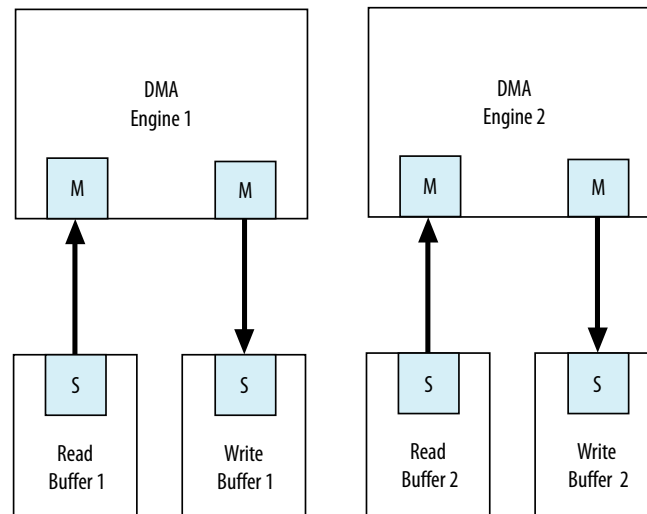 DMA
Engine 1
DMA
Engine 2
M
M
M
M
S
S
S
S
Read
Buffer 1
Write
Buffer 1
Read
Buffer 2
Write
Buffer 2